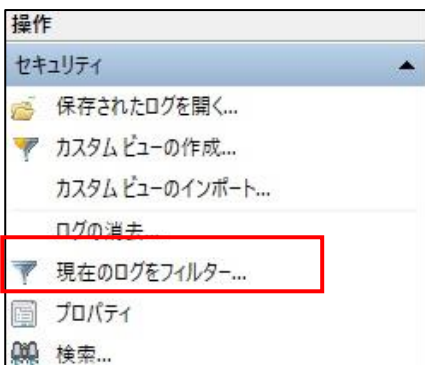 操作
セキュリティ
保存されたログを開く...
カスタム ビューの作成...
カスタム ビューのインポート...
ログの消去...
現在のログをフィルター...
プロパティ
検索...